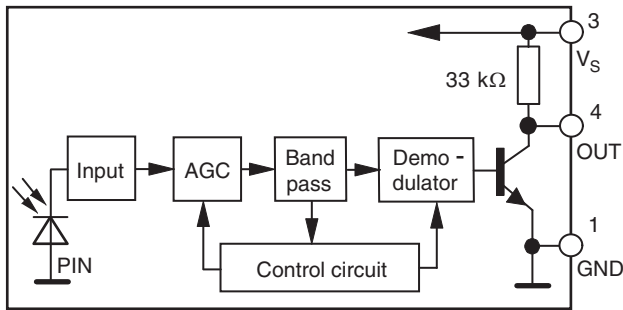 3
V_S
33 kΩ
4
OUT
Input
AGC
Band
pass
Demo -
dulator
1
GND
PIN
Control circuit